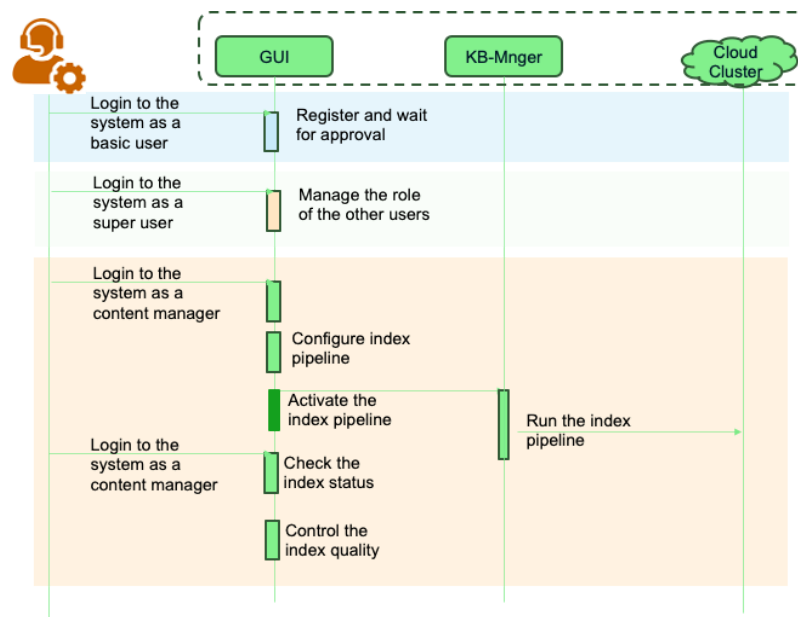 GUI
KB-Mnger
Cloud
Cluster
Login to the
system as a
basic user
Register and wait
for approval
Login to the
system as a
super user
Manage the role
of the other users
Login to the
system as a
content manager
Configure index
pipeline
Activate the
index pipeline
Run the index
pipeline
Login to the
system as a
content manager
Check the
index status
Control the
index quality